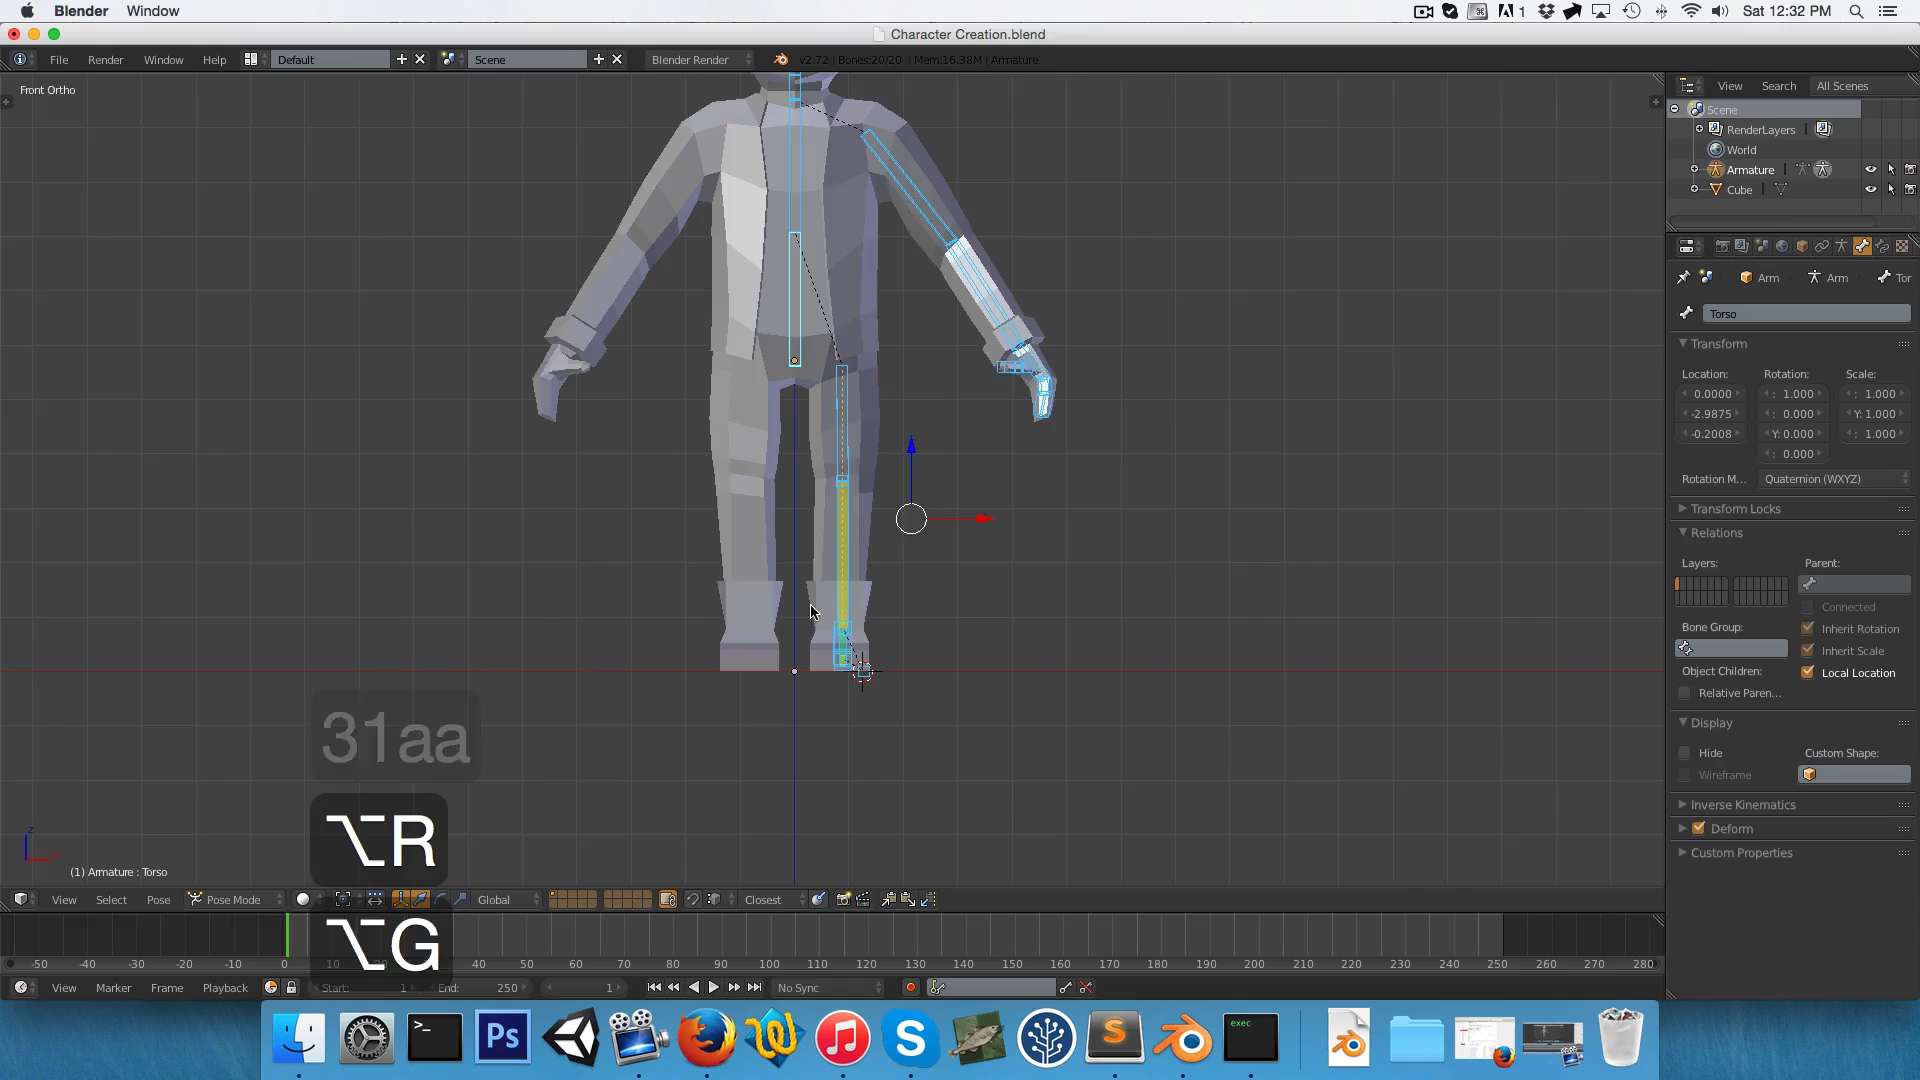 Blender Window 1 Sat 12:32 PM
Character Creation.blend
File Render Window Help Default Scene Blender Render v2.72 | Bones:20/20 | Mem:16.38M | Armature
View Search All Scenes
Front Ortho
Scene
RenderLayers
World
Armature
Cube
Arm Arm Tor
Torso
Transform
Location: Rotation: Scale:
0.0000 : 1.000 : 1.000
-2.9875 : 0.000 Y: 1.000
-0.2008 Y: 0.000 : 1.000
: 0.000
Rotation M... Quaternion (WXYZ)
Transform Locks
Relations
Layers: Parent:
Connected
Bone Group: Inherit Rotation
Inherit Scale
Object Children: Local Location
Relative Paren...
Display
Hide Custom Shape:
Wireframe
Inverse Kinematics
Deform
Custom Properties
31aa
⌥R
⌥G
z
(1) Armature : Torso
View Select Pose Pose Mode Global Closest
-50 -40 -30 -20 -10 0 10 20 40 50 60 70 80 90 100 110 120 130 140 150 160 170 180 190 200 210 220 230 240 250 260 270 280
View Marker Frame Playback Start: 1 End: 250 1 No Sync
Ps
exec